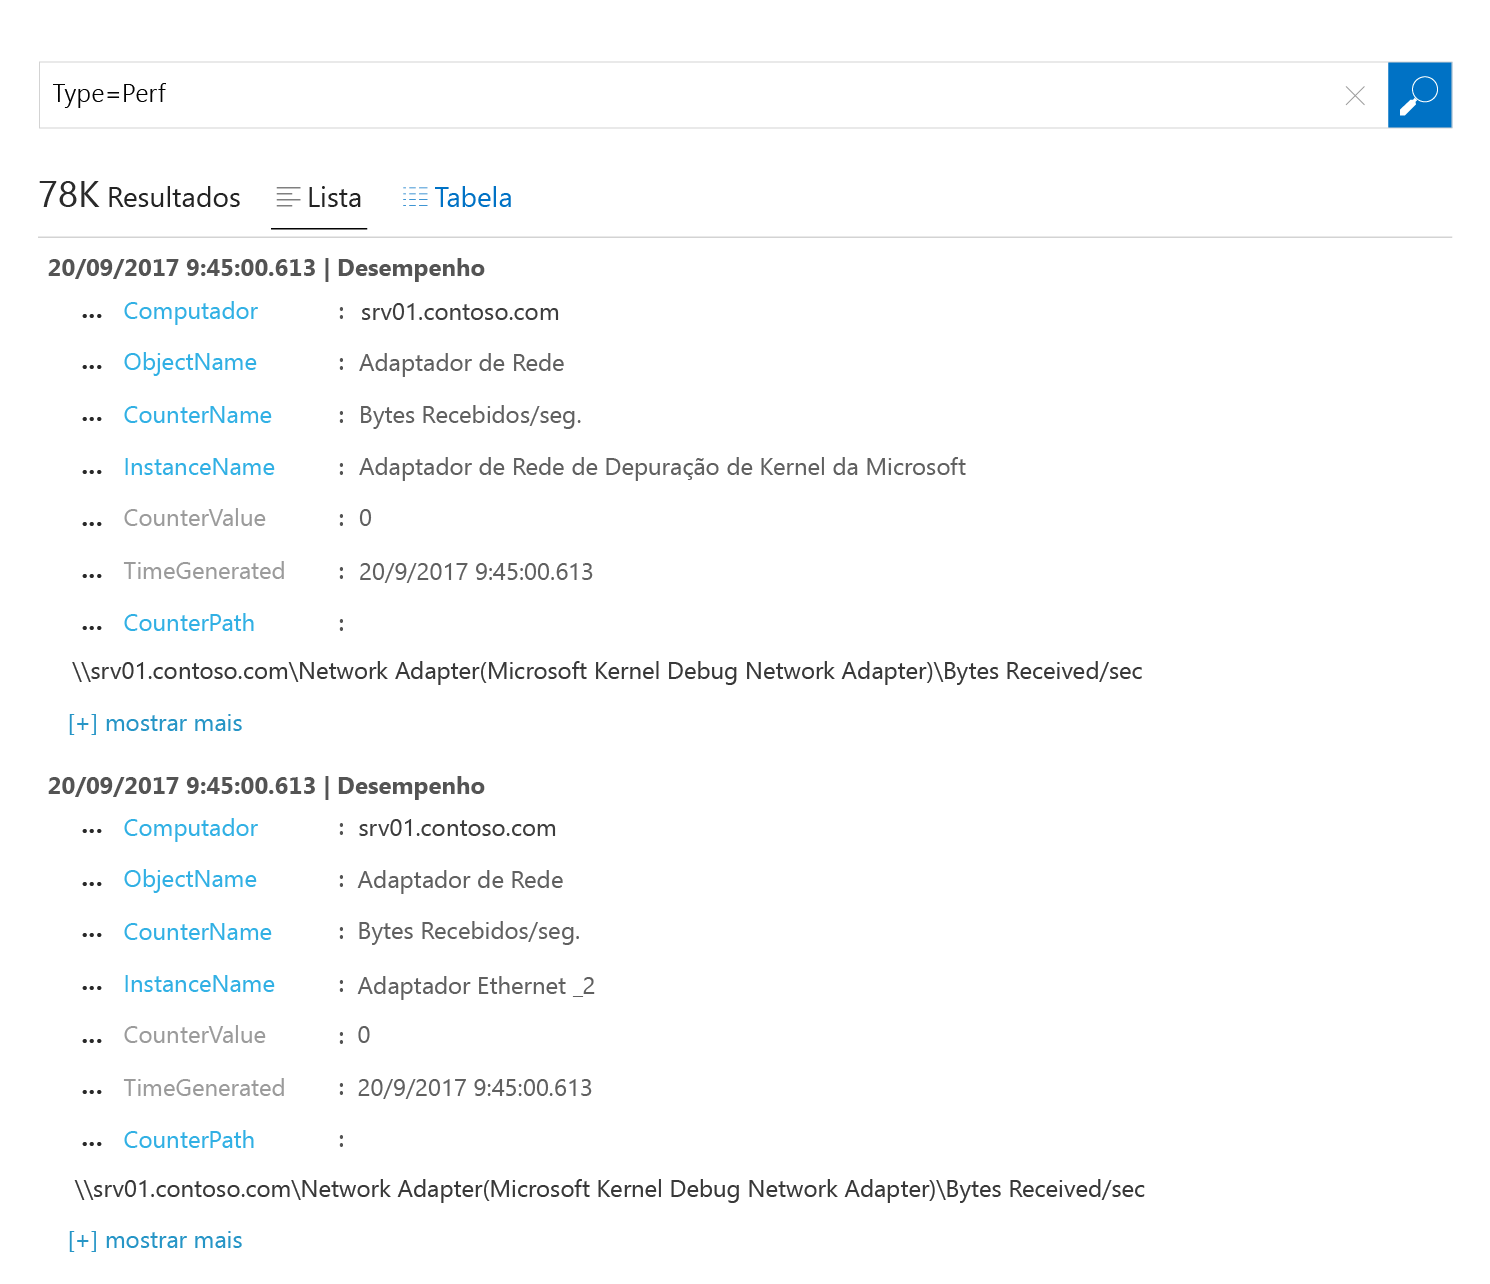 Type=Perf
78K Resultados Lista Tabela
20/09/2017 9:45:00.613 | Desempenho
... Computador : srv01.contoso.com
... ObjectName : Adaptador de Rede
... CounterName : Bytes Recebidos/seg.
... InstanceName : Adaptador de Rede de Depuração de Kernel da Microsoft
... CounterValue : 0
... TimeGenerated : 20/9/2017 9:45:00.613
... CounterPath :
\\srv01.contoso.com\Network Adapter(Microsoft Kernel Debug Network Adapter)\Bytes Received/sec
[+] mostrar mais
20/09/2017 9:45:00.613 | Desempenho
... Computador : srv01.contoso.com
... ObjectName : Adaptador de Rede
... CounterName : Bytes Recebidos/seg.
... InstanceName : Adaptador Ethernet _2
... CounterValue : 0
... TimeGenerated : 20/9/2017 9:45:00.613
... CounterPath :
\\srv01.contoso.com\Network Adapter(Microsoft Kernel Debug Network Adapter)\Bytes Received/sec
[+] mostrar mais